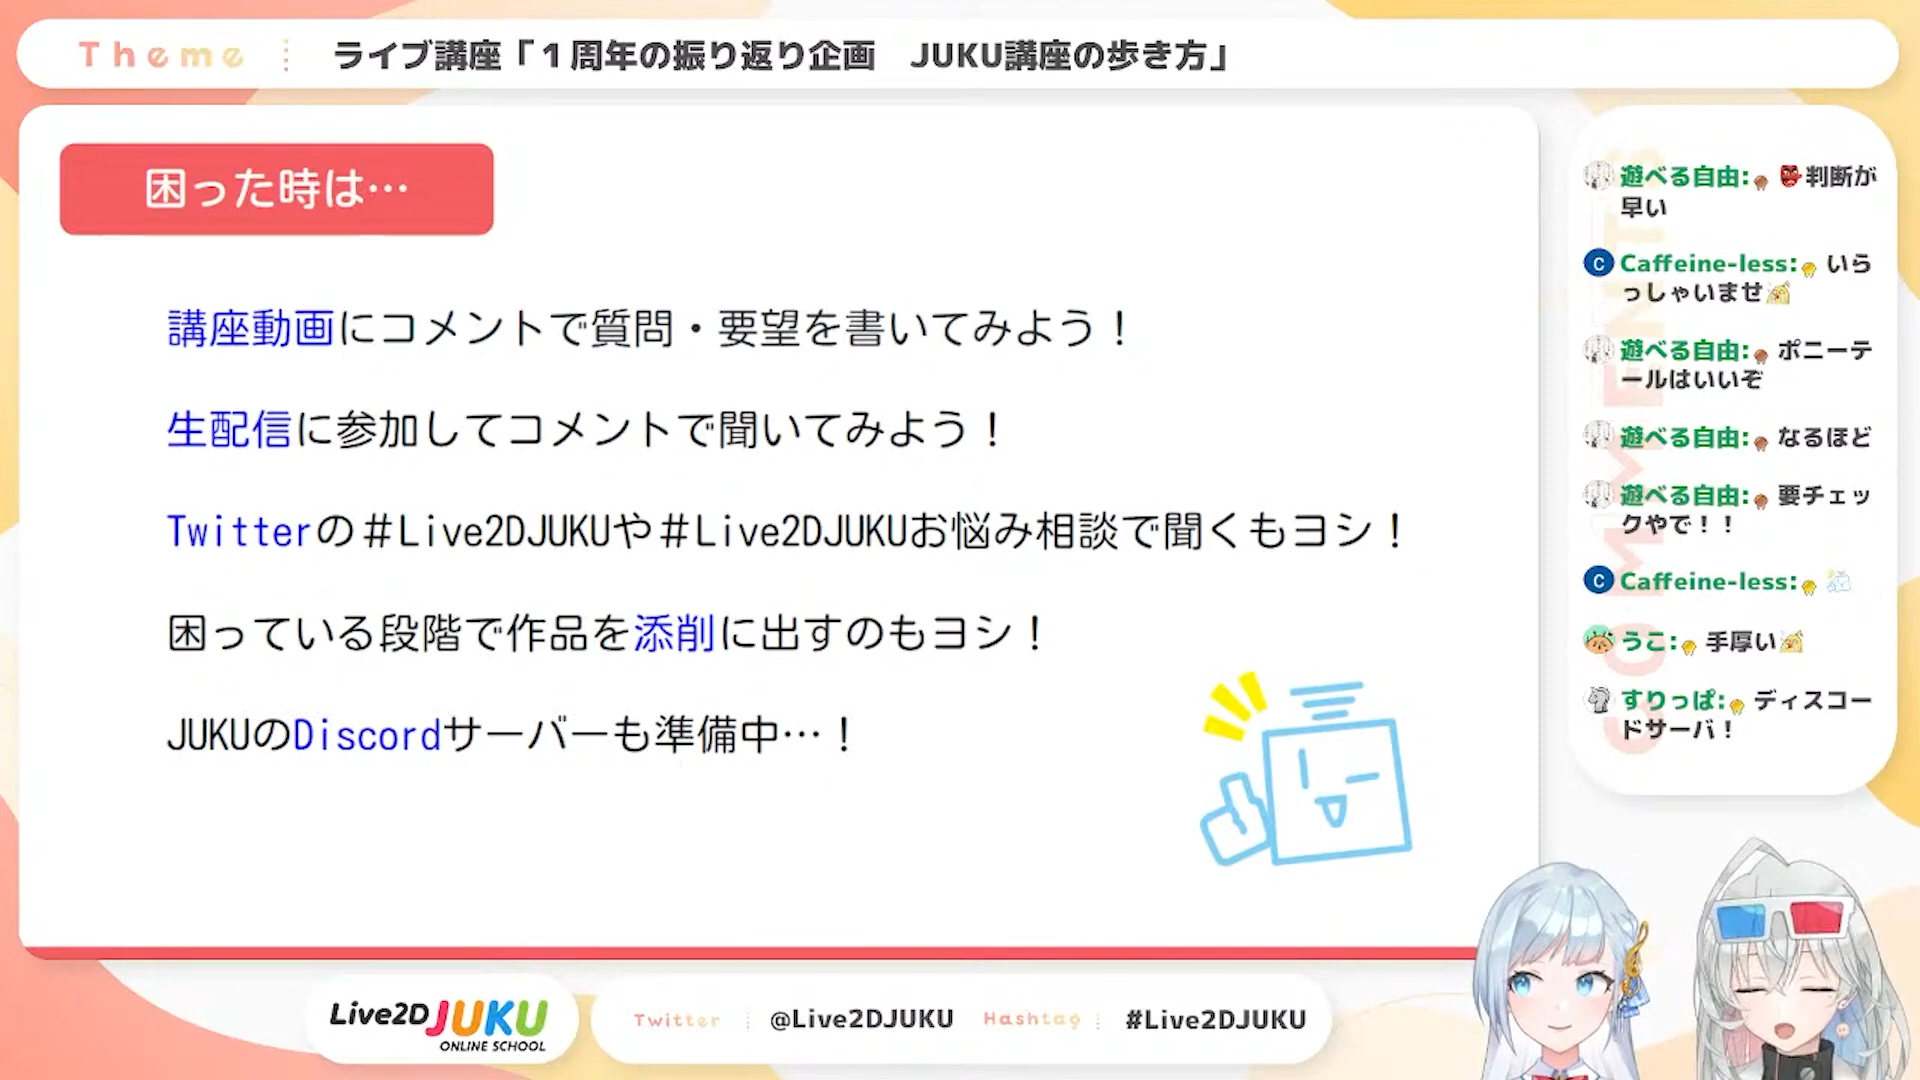 Theme
ライブ講座「１周年の振り返り企画　JUKU講座の歩き方」
困った時は…
講座動画にコメントで質問・要望を書いてみよう！
生配信に参加してコメントで聞いてみよう！
Twitterの＃Live2DJUKUや＃Live2DJUKUお悩み相談で聞くもヨシ！
困っている段階で作品を添削に出すのもヨシ！
JUKUのDiscordサーバーも準備中…！
COMMENTS
遊べる自由: 👺判断が
早い
C Caffeine-less: いら
っしゃいませ
遊べる自由: ポニーテ
ールはいいぞ
遊べる自由: なるほど
遊べる自由: 要チェッ
クやで！！
C Caffeine-less:
うこ: 手厚い
すりっぱ: ディスコー
ドサーバ！
Live2D JUKU
ONLINE SCHOOL
Twitter @Live2DJUKU Hashtag #Live2DJUKU